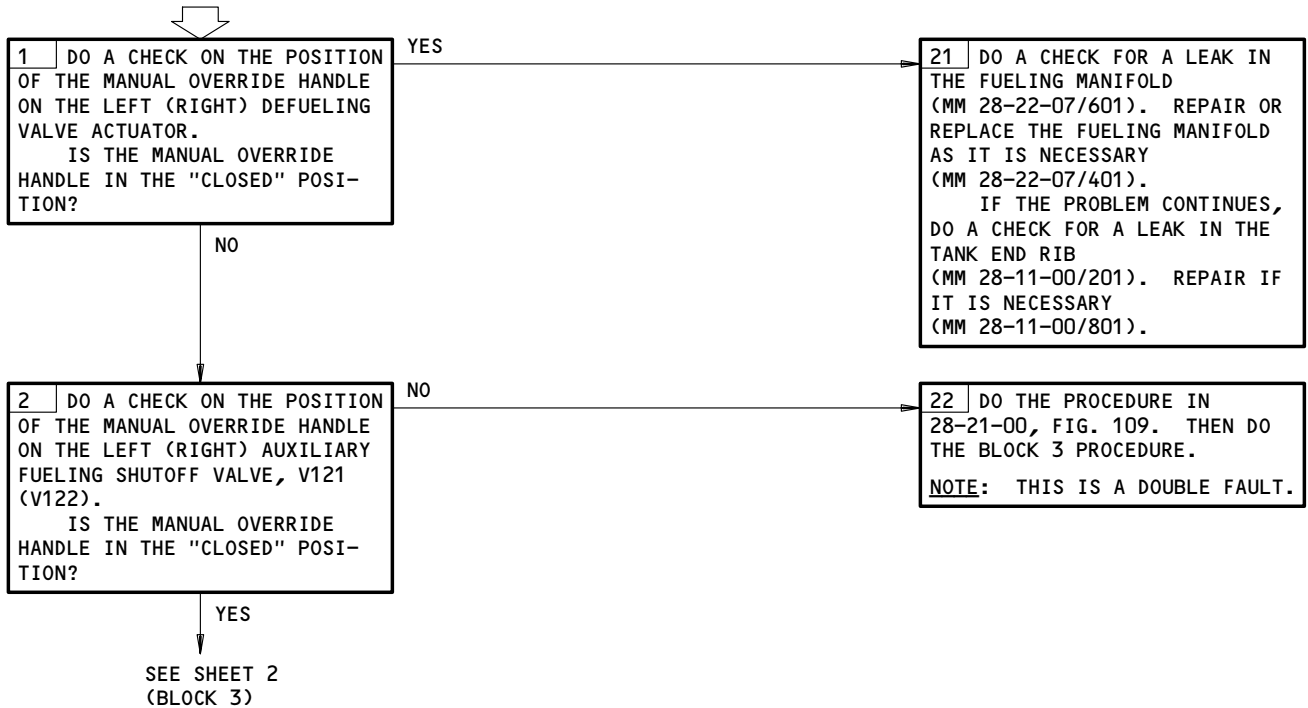 1 DO A CHECK ON THE POSITION
OF THE MANUAL OVERRIDE HANDLE
ON THE LEFT (RIGHT) DEFUELING
VALVE ACTUATOR.
IS THE MANUAL OVERRIDE
HANDLE IN THE "CLOSED" POSI-
TION?
YES
21 DO A CHECK FOR A LEAK IN
THE FUELING MANIFOLD
(MM 28-22-07/601). REPAIR OR
REPLACE THE FUELING MANIFOLD
AS IT IS NECESSARY
(MM 28-22-07/401).
IF THE PROBLEM CONTINUES,
DO A CHECK FOR A LEAK IN THE
TANK END RIB
(MM 28-11-00/201). REPAIR IF
IT IS NECESSARY
(MM 28-11-00/801).
NO
2 DO A CHECK ON THE POSITION
OF THE MANUAL OVERRIDE HANDLE
ON THE LEFT (RIGHT) AUXILIARY
FUELING SHUTOFF VALVE, V121
(V122).
IS THE MANUAL OVERRIDE
HANDLE IN THE "CLOSED" POSI-
TION?
NO
22 DO THE PROCEDURE IN
28-21-00, FIG. 109. THEN DO
THE BLOCK 3 PROCEDURE.
NOTE: THIS IS A DOUBLE FAULT.
YES
SEE SHEET 2
(BLOCK 3)